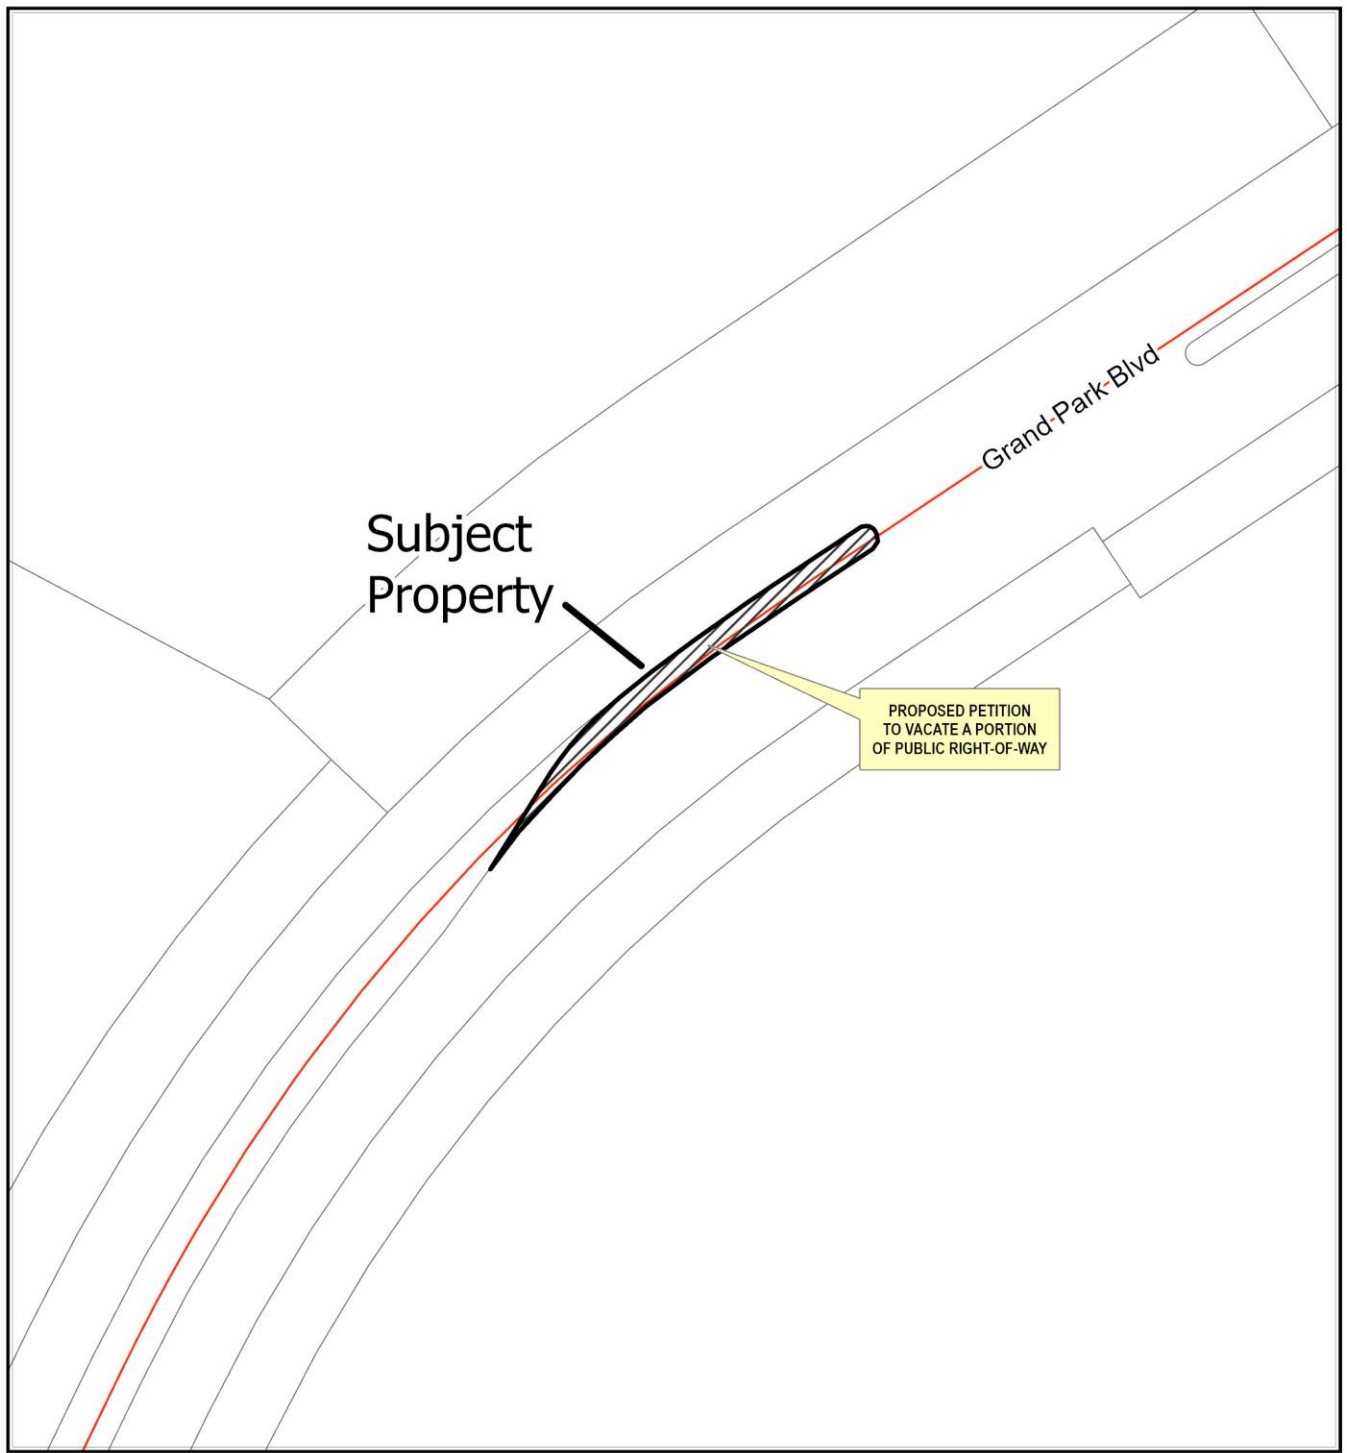 Grand Park Blvd
Subject
Property
PROPOSED PETITION
TO VACATE A PORTION
OF PUBLIC RIGHT-OF-WAY